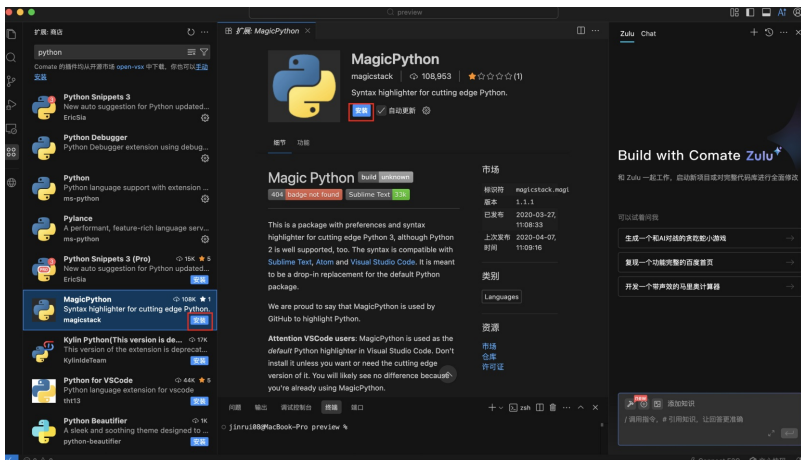 preview
扩展: 商店
python
Comate 的插件均从开源市场 open-vsx 中下载，你也可以手动
安装
Python Snippets 3
New auto suggestion for Python updated...
EricSia
Python Debugger
Python Debugger extension using debug...
Python
Python language support with extension ...
ms-python
Pylance
A performant, feature-rich language serv...
ms-python
Python Snippets 3 (Pro) 15K 5
New auto suggestion for Python updated...
EricSia 安装
MagicPython 108K 1
Syntax highlighter for cutting edge Python.
magicstack 安装
Kylin Python(This version is de... 17K
This version of the extension is deprecat...
KylinideTeam 安装
Python for VSCode 44K 5
Python language extension for vscode
tht13 安装
Python Beautifier 1K
A sleek and soothing theme designed to ...
python-beautifier 安装
扩展: MagicPython
MagicPython
magicstack 108,953 (1)
Syntax highlighter for cutting edge Python.
安装 自动更新
细节 功能
Magic Python build unknown
404 badge not found Sublime Text 33k
This is a package with preferences and syntax
highlighter for cutting edge Python 3, although Python
2 is well supported, too. The syntax is compatible with
Sublime Text, Atom and Visual Studio Code. It is meant
to be a drop-in replacement for the default Python
package.
We are proud to say that MagicPython is used by
GitHub to highlight Python.
Attention VSCode users: MagicPython is used as the
default Python highlighter in Visual Studio Code. Don't
install it unless you want or need the cutting edge
version of it. You will likely see no difference because
you're already using MagicPython.
市场
标识符 magicstack.magi
版本 1.1.1
已发布 2020-03-27,
11:08:33
上次发布 2020-04-07,
时间 11:09:16
类别
Languages
资源
市场
仓库
许可证
问题 输出 调试控制台 终端 端口
zsh
jinrui08@MacBook-Pro preview %
Zulu Chat
Build with Comate Zulu
和 Zulu 一起工作、启动新项目或对完整代码库进行全面修改
可以试着问我
生成一个和AI对战的贪吃蛇小游戏
复现一个功能完整的百度首页
开发一个带声效的马里奥计算器
new
添加知识
/ 调用指令，# 引用知识，让回答更准确